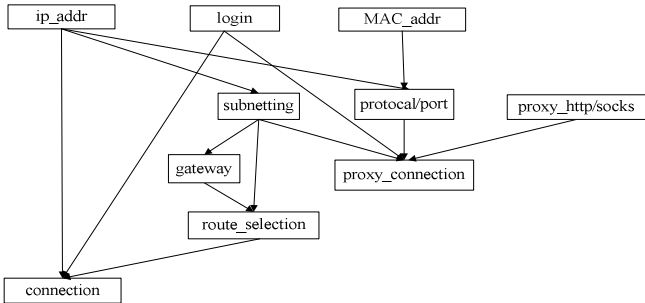 ip_addr
login
MAC_addr
subnetting
protocal/port
proxy_http/socks
gateway
proxy_connection
route_selection
connection